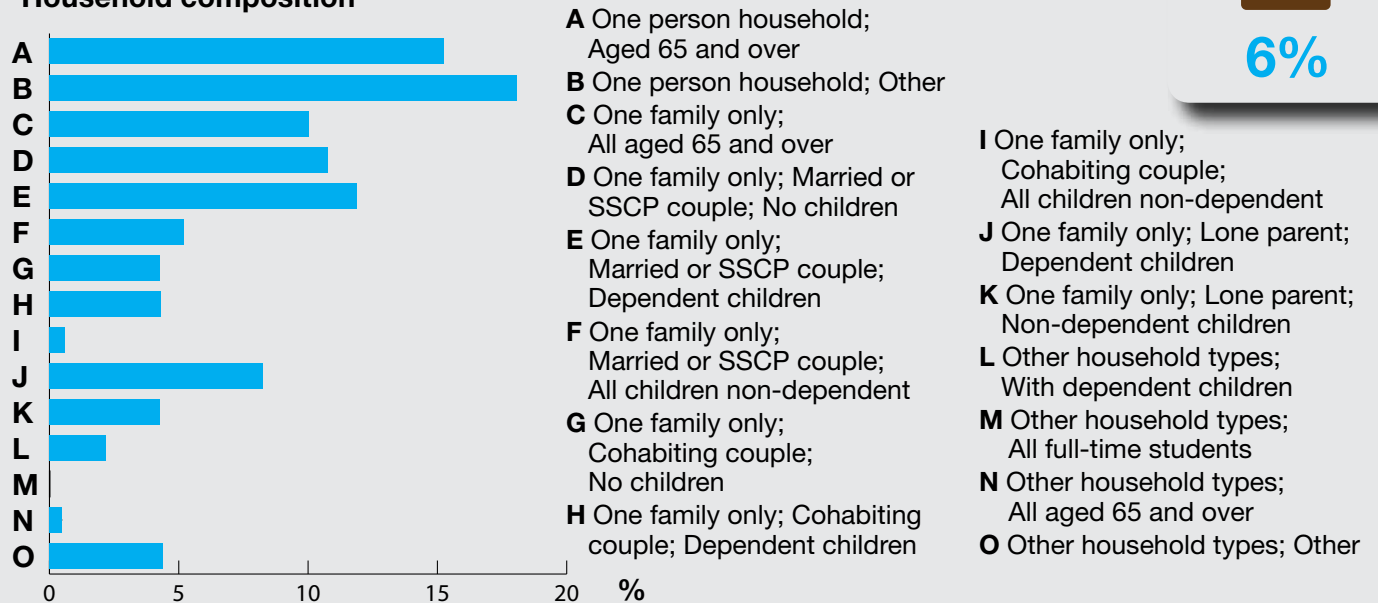 Household composition
A
B
C
D
E
F
G
H
I
J
K
L
M
N
O
0 5 10 15 20 %
A One person household;
Aged 65 and over
B One person household; Other
C One family only;
All aged 65 and over
D One family only; Married or
SSCP couple; No children
E One family only;
Married or SSCP couple;
Dependent children
F One family only;
Married or SSCP couple;
All children non-dependent
G One family only;
Cohabiting couple;
No children
H One family only; Cohabiting
couple; Dependent children
6%
I One family only;
Cohabiting couple;
All children non-dependent
J One family only; Lone parent;
Dependent children
K One family only; Lone parent;
Non-dependent children
L Other household types;
With dependent children
M Other household types;
All full-time students
N Other household types;
All aged 65 and over
O Other household types; Other